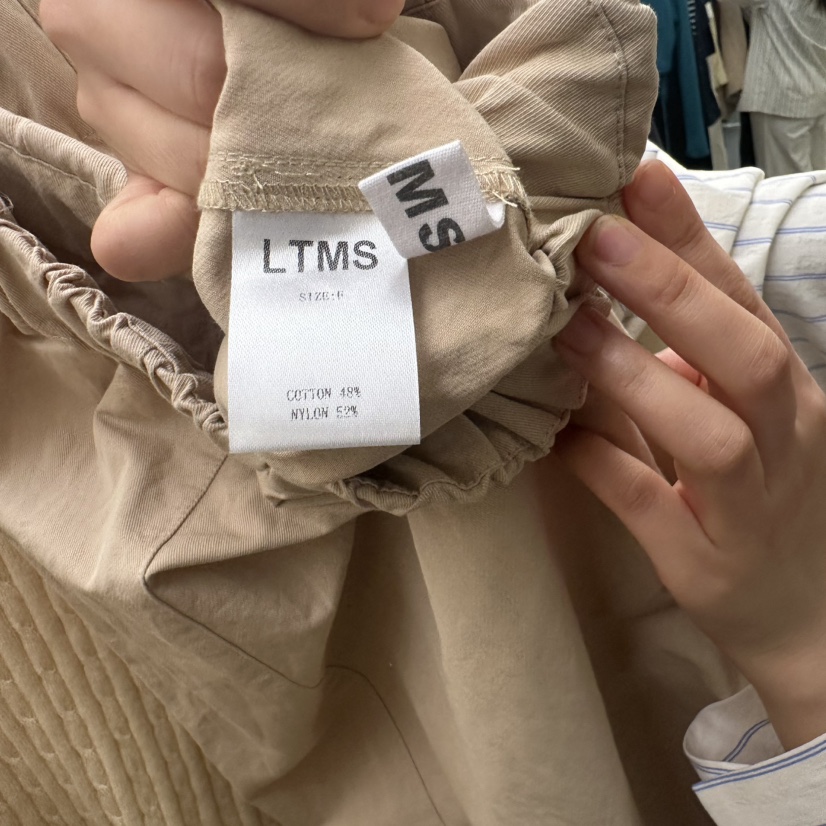 MS
LTMS
SIZE:F
COTTON 48%
NYLON 52%